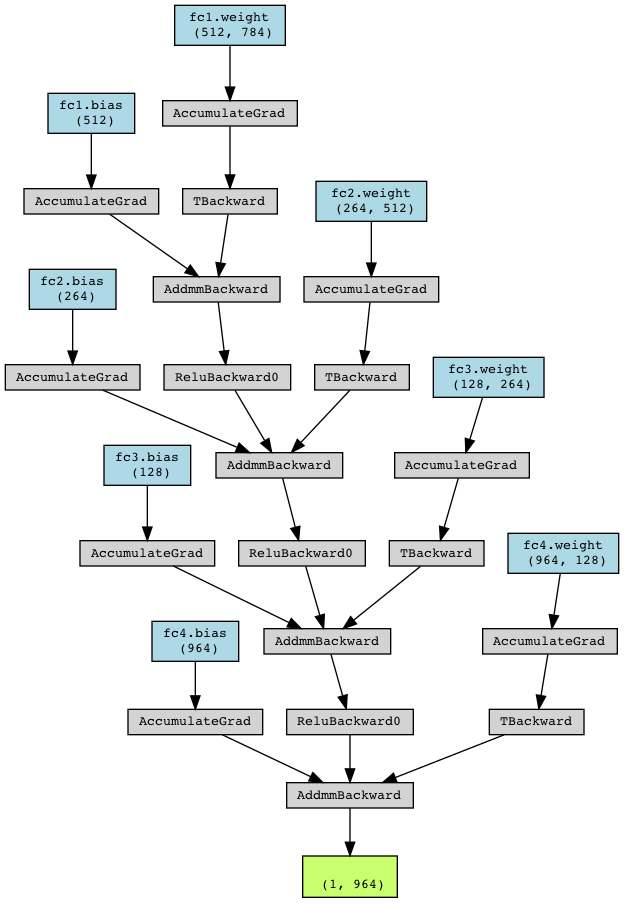 fc1.weight
(512, 784)
fc1.bias
(512)
AccumulateGrad
AccumulateGrad
TBackward
fc2.weight
(264, 512)
fc2.bias
(264)
AddmmBackward
AccumulateGrad
AccumulateGrad
ReluBackward0
TBackward
fc3.weight
(128, 264)
fc3.bias
(128)
AddmmBackward
AccumulateGrad
AccumulateGrad
ReluBackward0
TBackward
fc4.weight
(964, 128)
fc4.bias
(964)
AddmmBackward
AccumulateGrad
AccumulateGrad
ReluBackward0
TBackward
AddmmBackward
(1, 964)